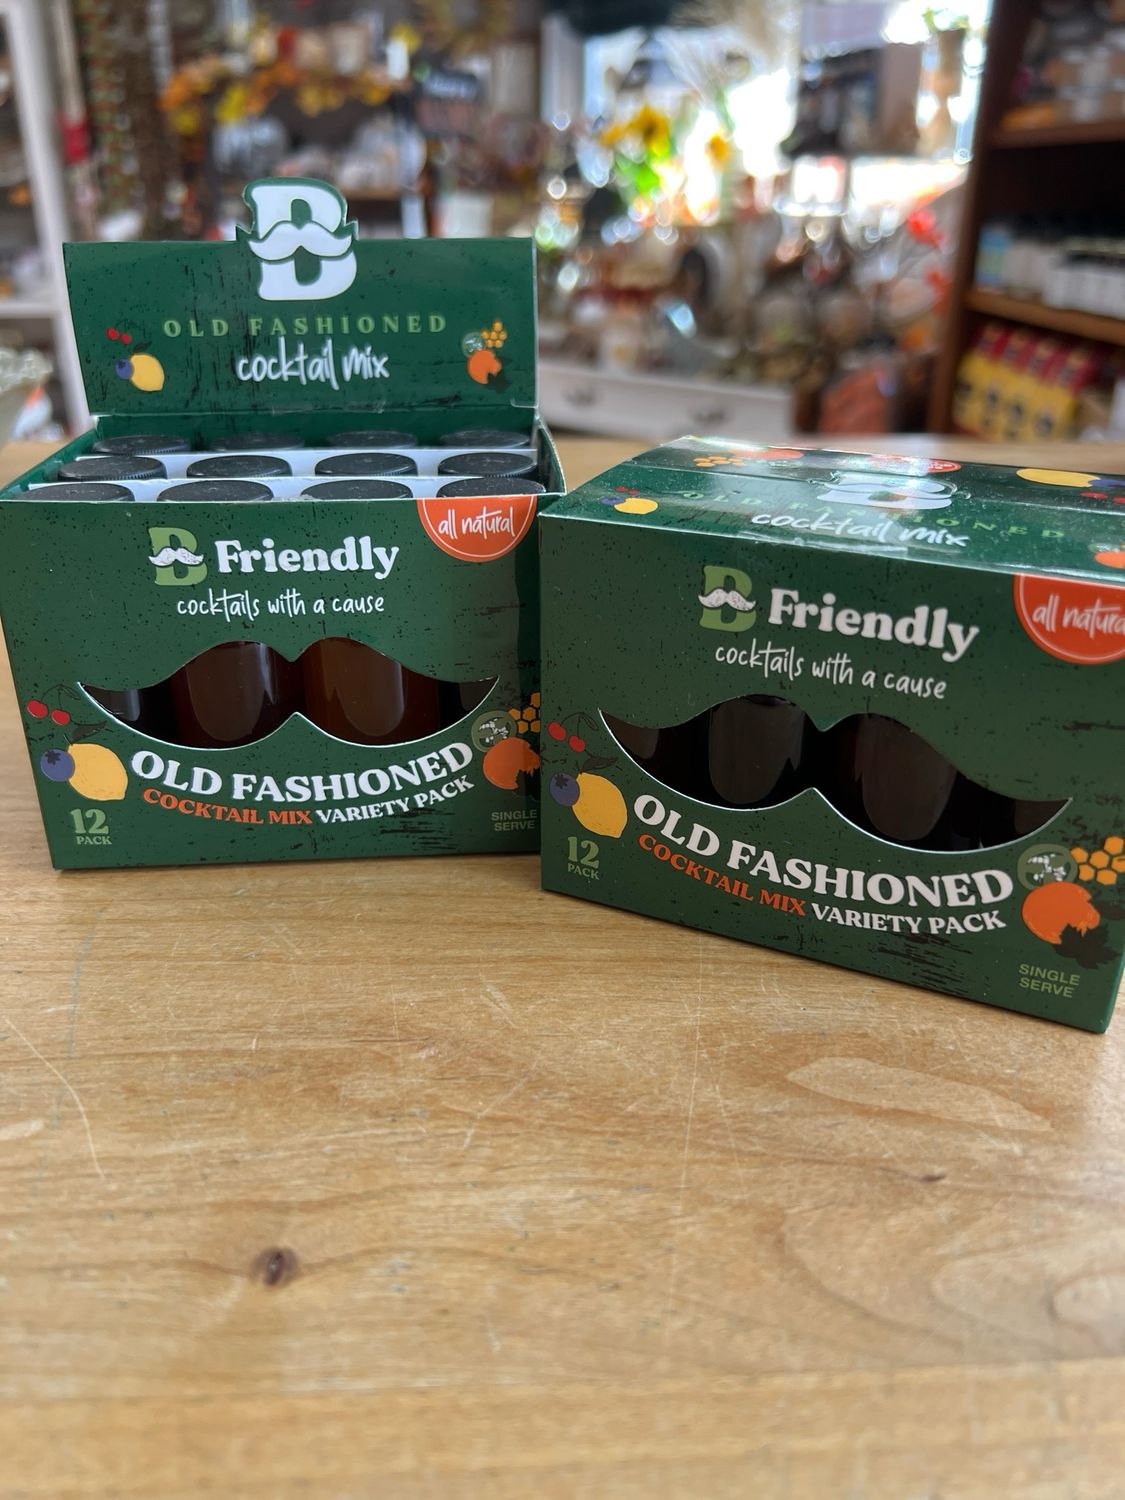 B
OLD FASHIONED
cocktail mix
all natural
B Friendly
cocktails with a cause
OLD FASHIONED
COCKTAIL MIX VARIETY PACK
12
PACK
SINGLE
SERVE
B
OLD FASHIONED
cocktail mix
all natura
B Friendly
cocktails with a cause
OLD FASHIONED
COCKTAIL MIX VARIETY PACK
12
PACK
SINGLE
SERVE